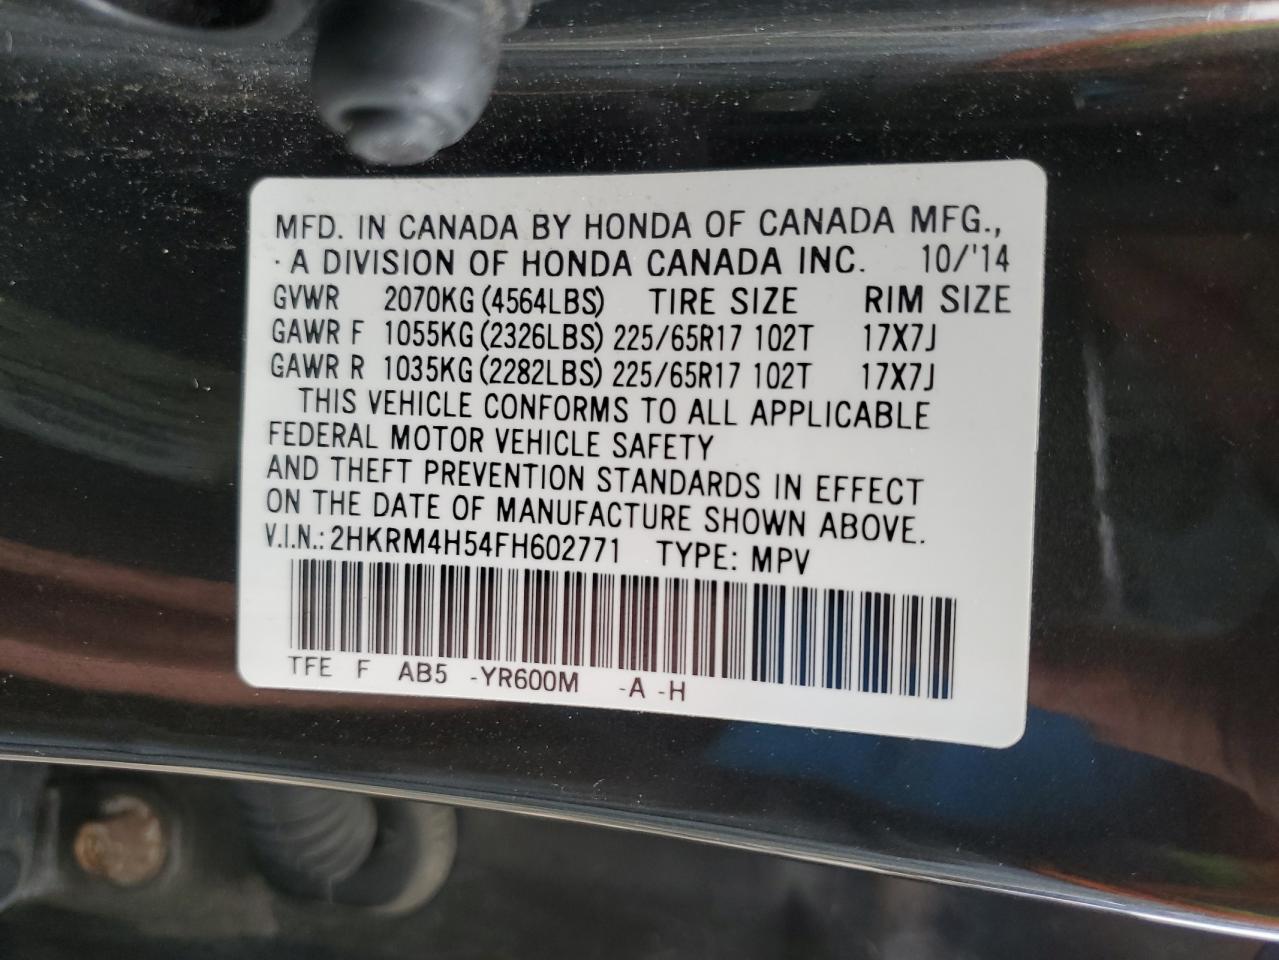 MFD. IN CANADA BY HONDA OF CANADA MFG.,
A DIVISION OF HONDA CANADA INC. 10/'14
GVWR 2070KG (4564LBS) TIRE SIZE RIM SIZE
GAWR F 1055KG (2326LBS) 225/65R17 102T 17X7J
GAWR R 1035KG (2282LBS) 225/65R17 102T 17X7J
THIS VEHICLE CONFORMS TO ALL APPLICABLE
FEDERAL MOTOR VEHICLE SAFETY
AND THEFT PREVENTION STANDARDS IN EFFECT
ON THE DATE OF MANUFACTURE SHOWN ABOVE.
V.I.N.: 2HKRM4H54FH602771 TYPE: MPV
TFE F AB5 -YR600M -A -H